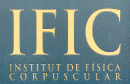 IFIC
INSTITUT DE FÍSICA
CORPUSCULAR